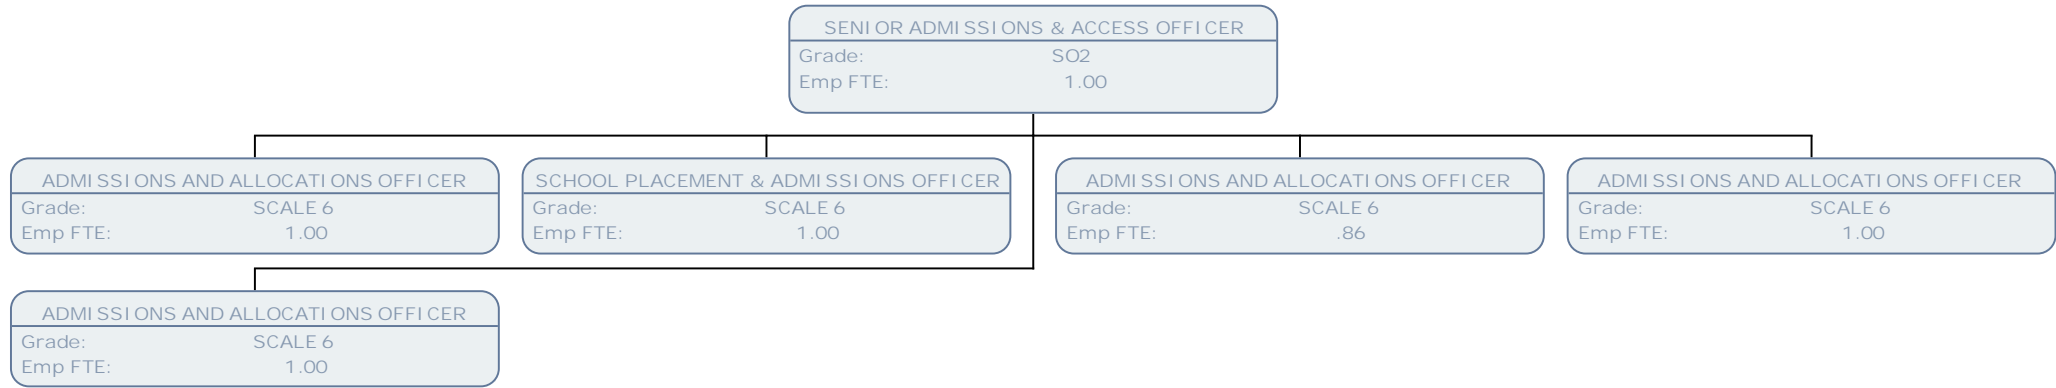 SENIOR ADMISSIONS & ACCESS OFFICER
Grade: SO2
Emp FTE: 1.00
ADMISSIONS AND ALLOCATIONS OFFICER
Grade: SCALE 6
Emp FTE: 1.00
SCHOOL PLACEMENT & ADMISSIONS OFFICER
Grade: SCALE 6
Emp FTE: 1.00
ADMISSIONS AND ALLOCATIONS OFFICER
Grade: SCALE 6
Emp FTE: .86
ADMISSIONS AND ALLOCATIONS OFFICER
Grade: SCALE 6
Emp FTE: 1.00
ADMISSIONS AND ALLOCATIONS OFFICER
Grade: SCALE 6
Emp FTE: 1.00